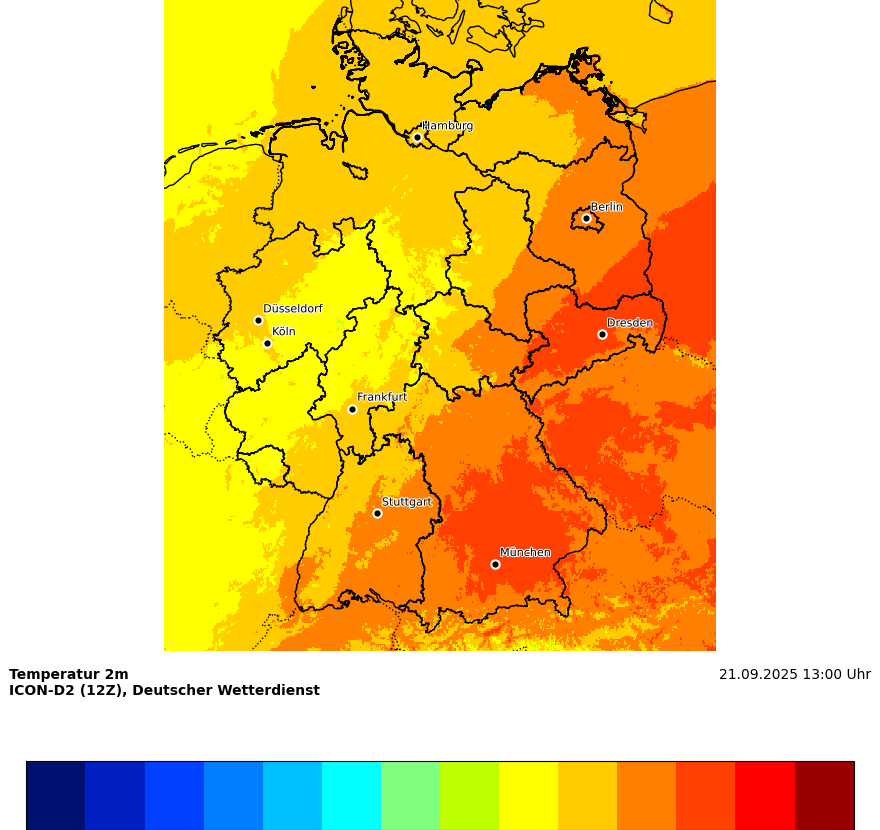 Hamburg
Berlin
Düsseldorf
Köln
Dresden
Frankfurt
Stuttgart
München
Temperatur 2m
21.09.2025 13:00 Uhr
ICON-D2 (12Z), Deutscher Wetterdienst